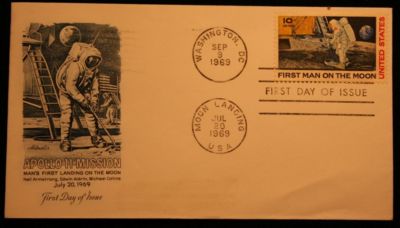 WASHINGTON, DC
SEP
9
1969
10
UNITED STATES
FIRST MAN ON THE MOON
FIRST DAY OF ISSUE
MOON LANDING
JUL
20
1969
USA
APOLLO 11 MISSION
MAN'S FIRST LANDING ON THE MOON
Neil Armstrong, Edwin Aldrin, Michael Collins
July 20, 1969
First Day of Issue